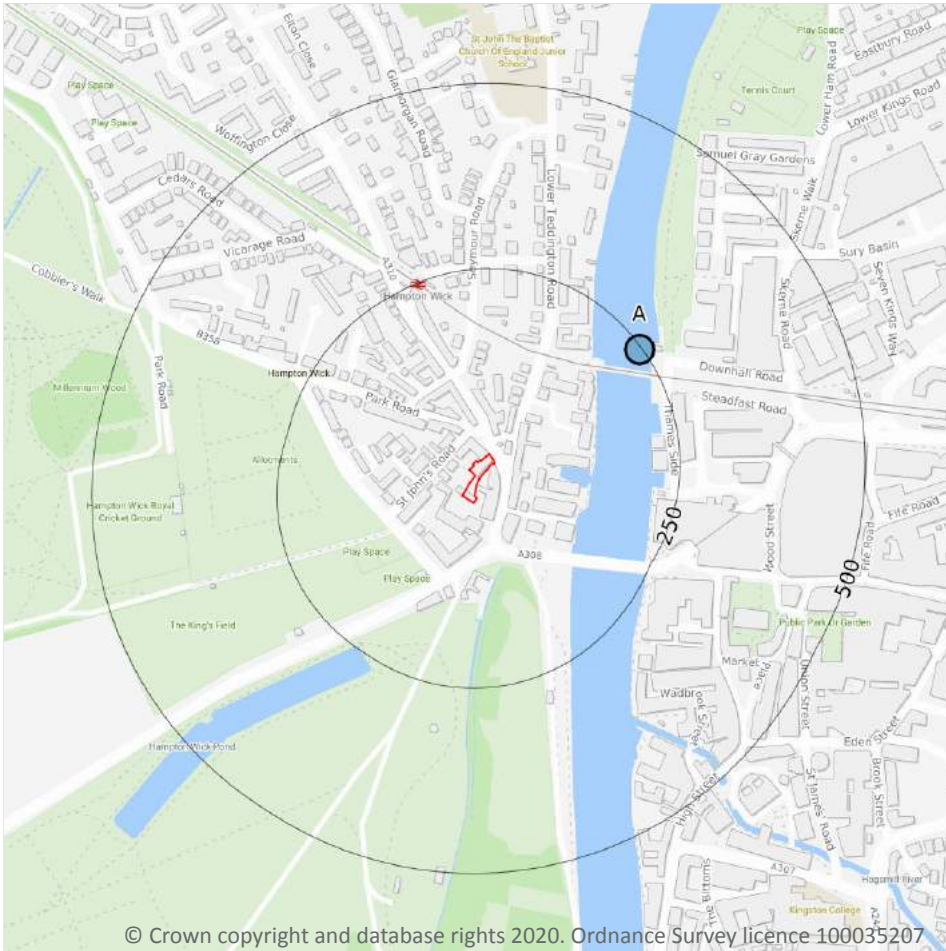 St John The Baptist
Church Of England Junior
School
Play Space
Eastbury Road
Elton Close
Glamorgan Road
Lower Ham Road
Tennis Court
Lower Kings Road
Play Space
Play Space
Woffington Close
Samuel Gray Gardens
Cedars Road
Lower Teddington Road
Skerne Walk
Seymour Road
Vicarage Road
Sury Basin
A310
Cobbler's Walk
Skerne Road
Seven Kings Way
Hampton Wick
A
B358
Park Road
Hampton Wick
Downhall Road
Millennium Wood
Park Road
Steadfast Road
Thames Side
St John's Road
Allotments
Hampton Wick Royal
Cricket Ground
Wood Street
Fife Road
250
Play Space
A308
Fife Road
500
Play Space
The King's Field
Public Park Or Garden
Market Place
Union Street
Wadbrook Street
Hampton Wick Pond
Eden Street
St James' Road
Brook Street
High Street
A307
The Bittoms
Hogsmill River
Kingston College
© Crown copyright and database rights 2020. Ordnance Survey licence 100035207